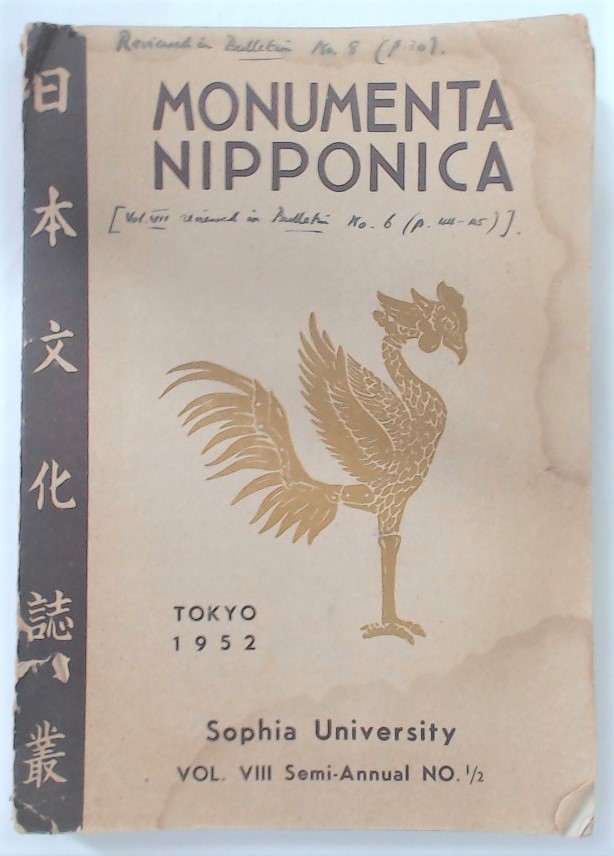 日本文化誌叢
Reviewed in Bulletin No. 8 (p. 30).
MONUMENTA
NIPPONICA
[Vol. reviewed in Bulletin No. 6 (p. 44-45)].
TOKYO
1952
Sophia University
VOL. VIII Semi-Annual NO. 1/2